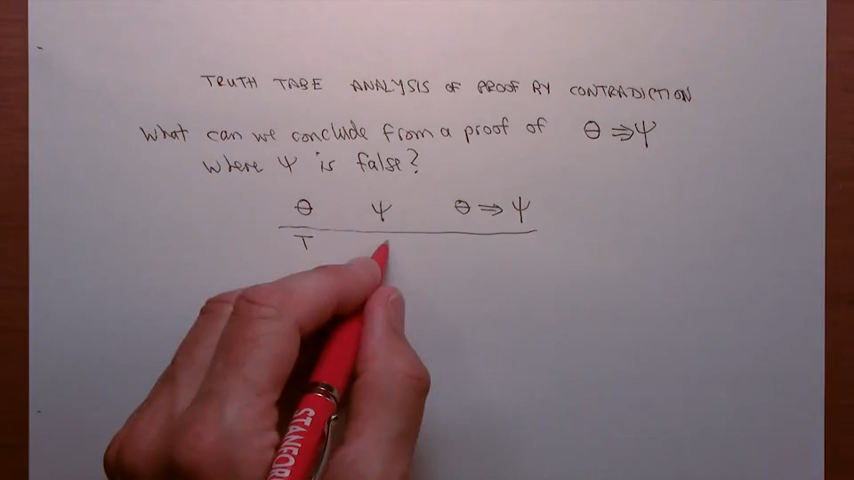 TRUTH TABE ANALYSIS OF PROOF BY CONTRADICTION
What can we conclude from a proof of θ ⇒ ψ
where ψ is false?
θ ψ θ ⇒ ψ
T
STANFORD